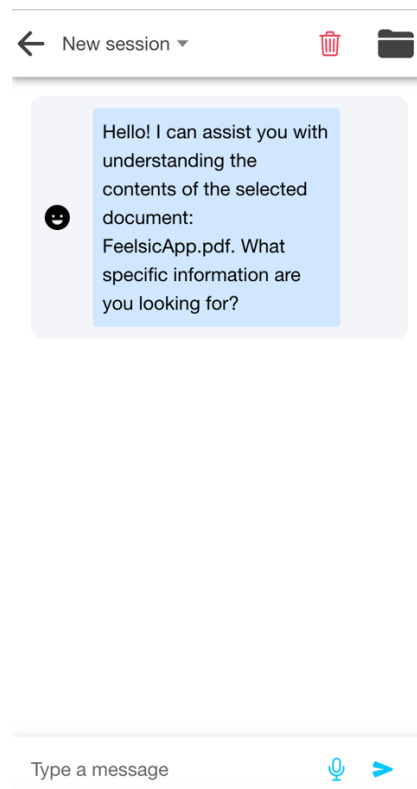 New session
Hello! I can assist you with
understanding the
contents of the selected
document:
FeelsicApp.pdf. What
specific information are
you looking for?
Type a message